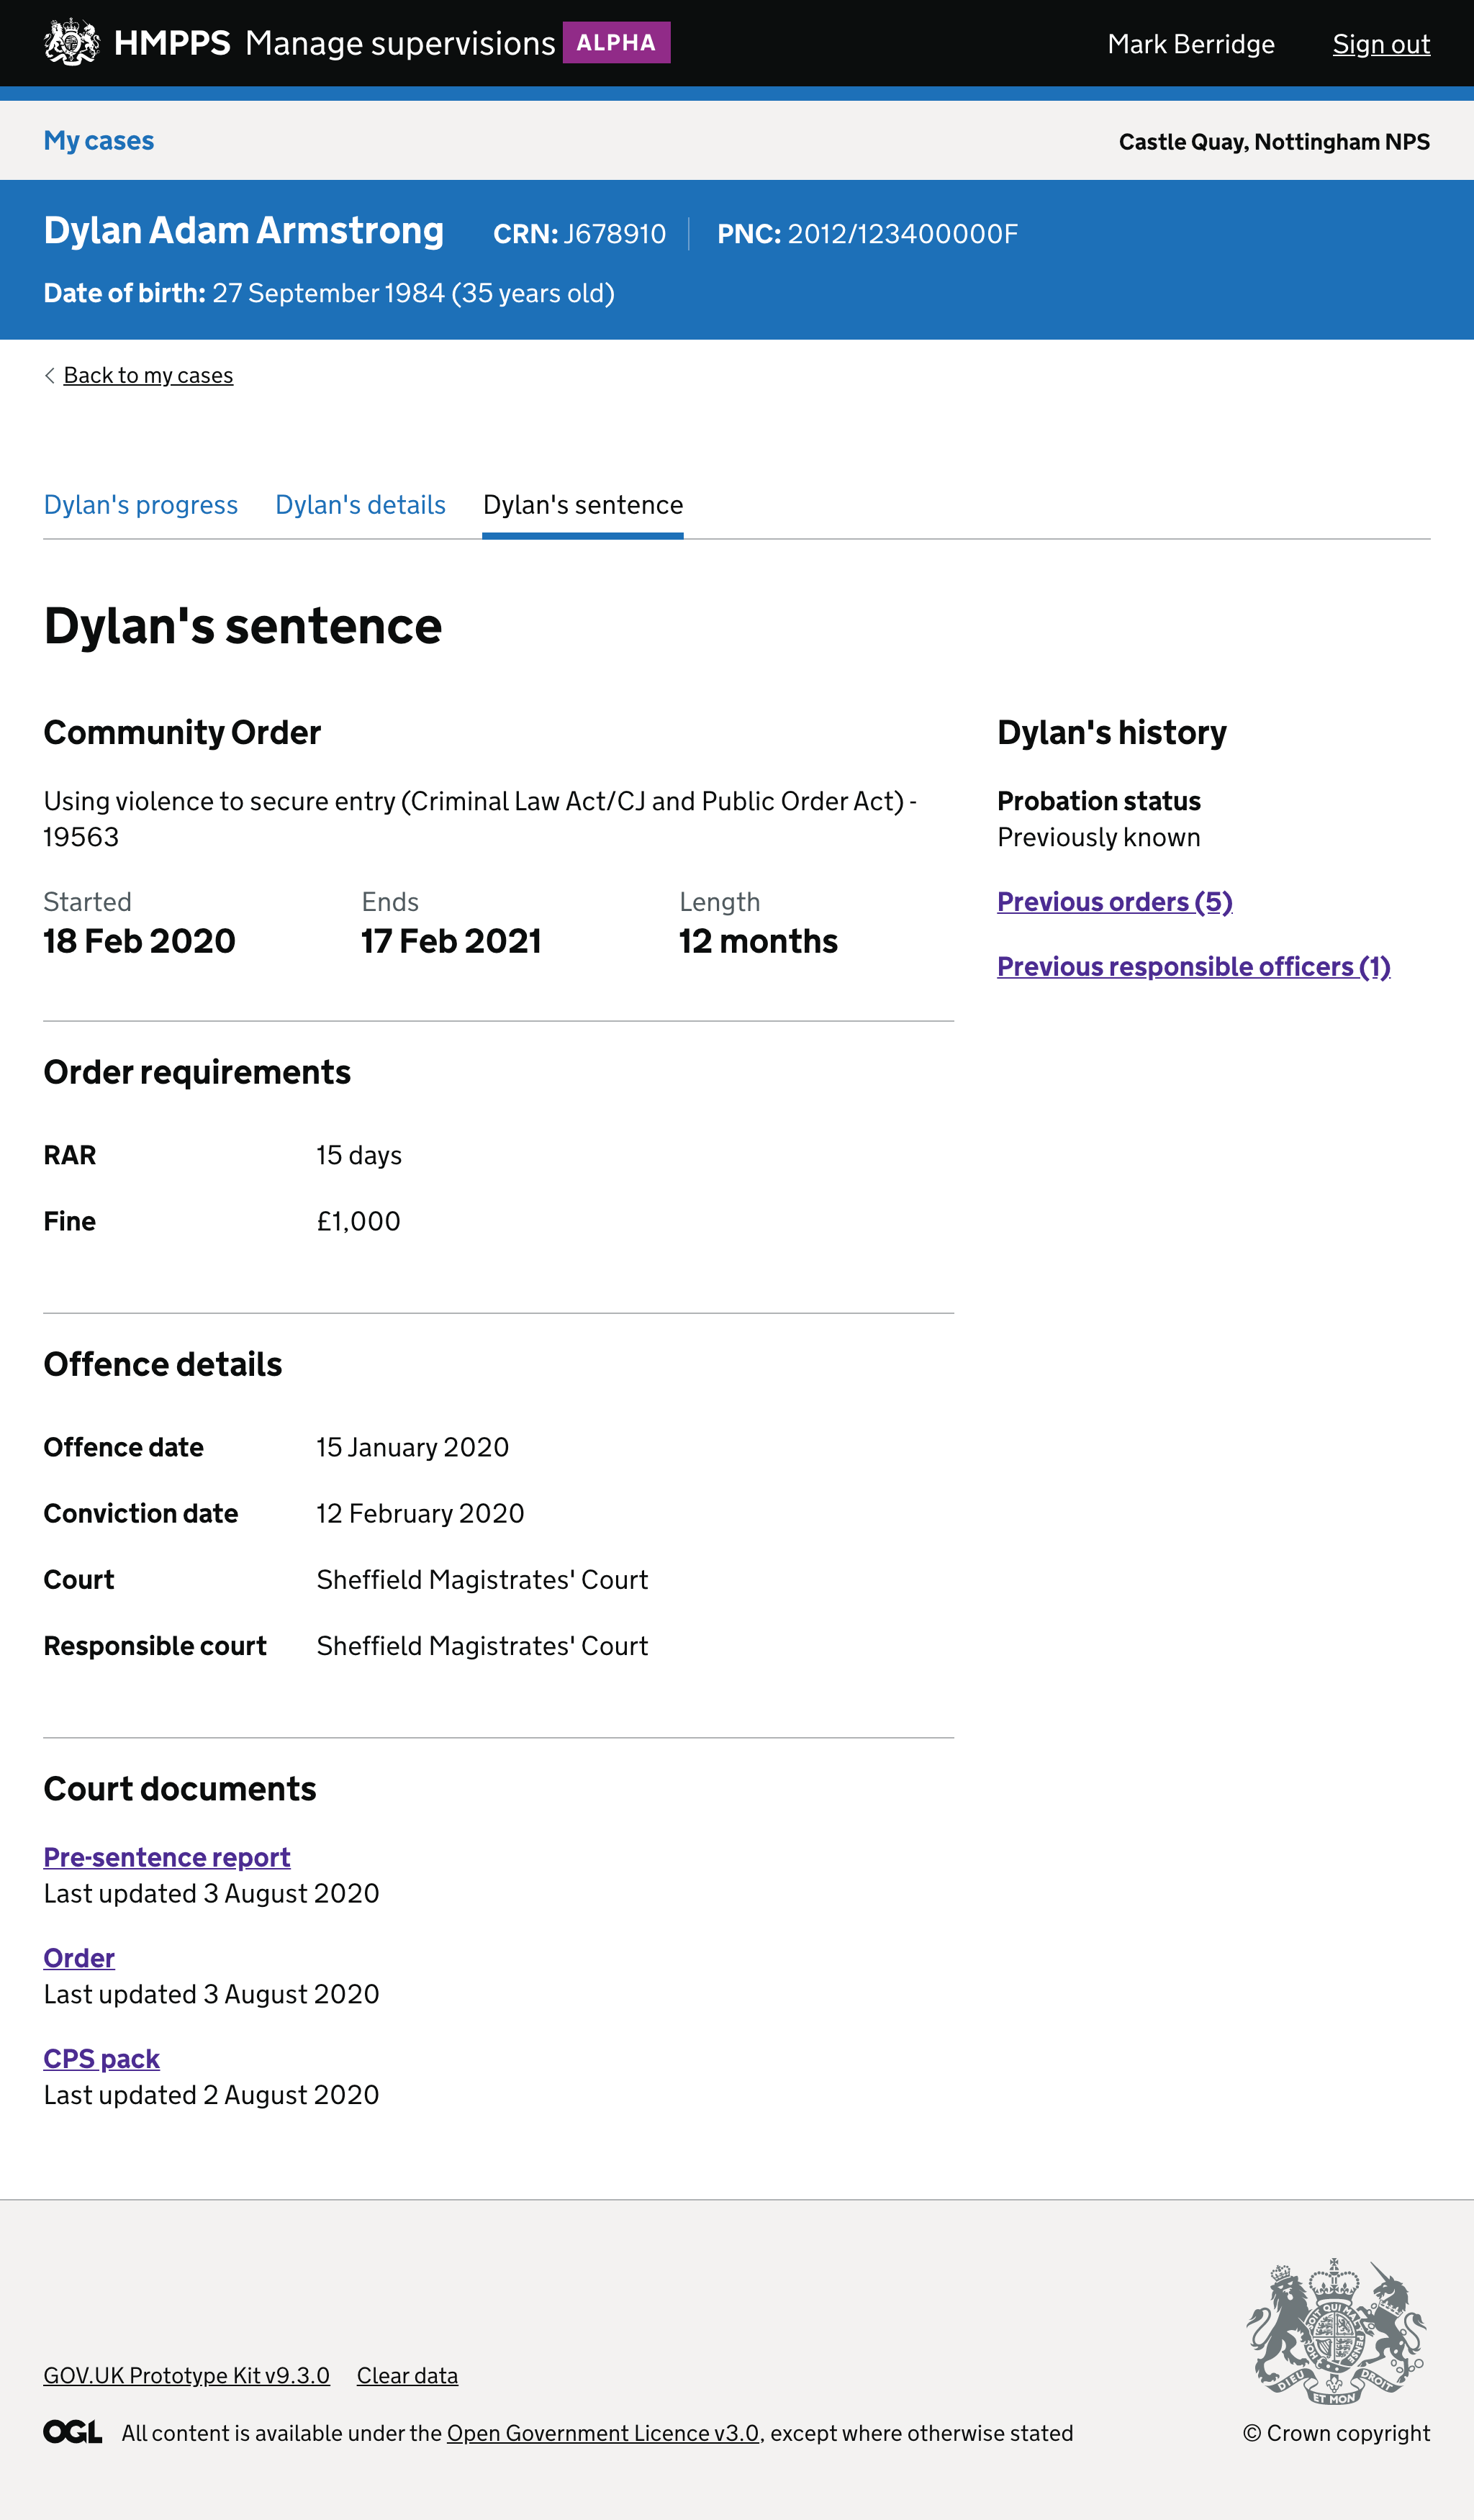 HMPPS Manage supervisions ALPHA
Mark Berridge Sign out
My cases
Castle Quay, Nottingham NPS
Dylan Adam Armstrong CRN: J678910 PNC: 2012/123400000F
Date of birth: 27 September 1984 (35 years old)
Back to my cases
Dylan's progress Dylan's details Dylan's sentence
Dylan's sentence
Community Order
Using violence to secure entry (Criminal Law Act/CJ and Public Order Act) -
19563
Started Ends Length
18 Feb 2020 17 Feb 2021 12 months
Order requirements
RAR 15 days
Fine £1,000
Offence details
Offence date 15 January 2020
Conviction date 12 February 2020
Court Sheffield Magistrates' Court
Responsible court Sheffield Magistrates' Court
Court documents
Pre-sentence report
Last updated 3 August 2020
Order
Last updated 3 August 2020
CPS pack
Last updated 2 August 2020
Dylan's history
Probation status
Previously known
Previous orders (5)
Previous responsible officers (1)
GOV.UK Prototype Kit v9.3.0 Clear data
OGL All content is available under the Open Government Licence v3.0, except where otherwise stated
DIEU ET MON DROIT
© Crown copyright